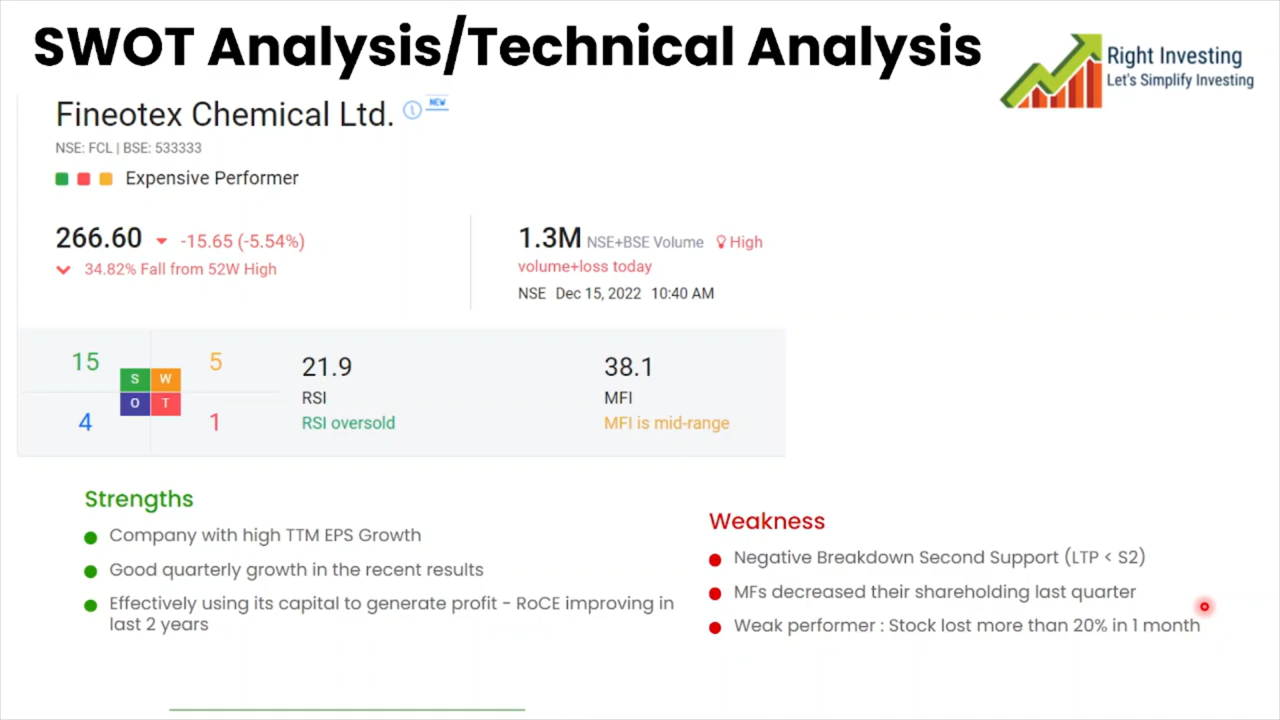 SWOT Analysis/Technical Analysis
Right Investing
Let's Simplify Investing
Fineotex Chemical Ltd.
NEW
NSE: FCL | BSE: 533333
Expensive Performer
266.60 -15.65 (-5.54%)
34.82% Fall from 52W High
1.3M NSE+BSE Volume High
volume+loss today
NSE Dec 15, 2022 10:40 AM
15 5
S W
O T
4 1
21.9
RSI
RSI oversold
38.1
MFI
MFI is mid-range
Strengths
Company with high TTM EPS Growth
Good quarterly growth in the recent results
Effectively using its capital to generate profit - RoCE improving in
last 2 years
Weakness
Negative Breakdown Second Support (LTP < S2)
MFs decreased their shareholding last quarter
Weak performer : Stock lost more than 20% in 1 month